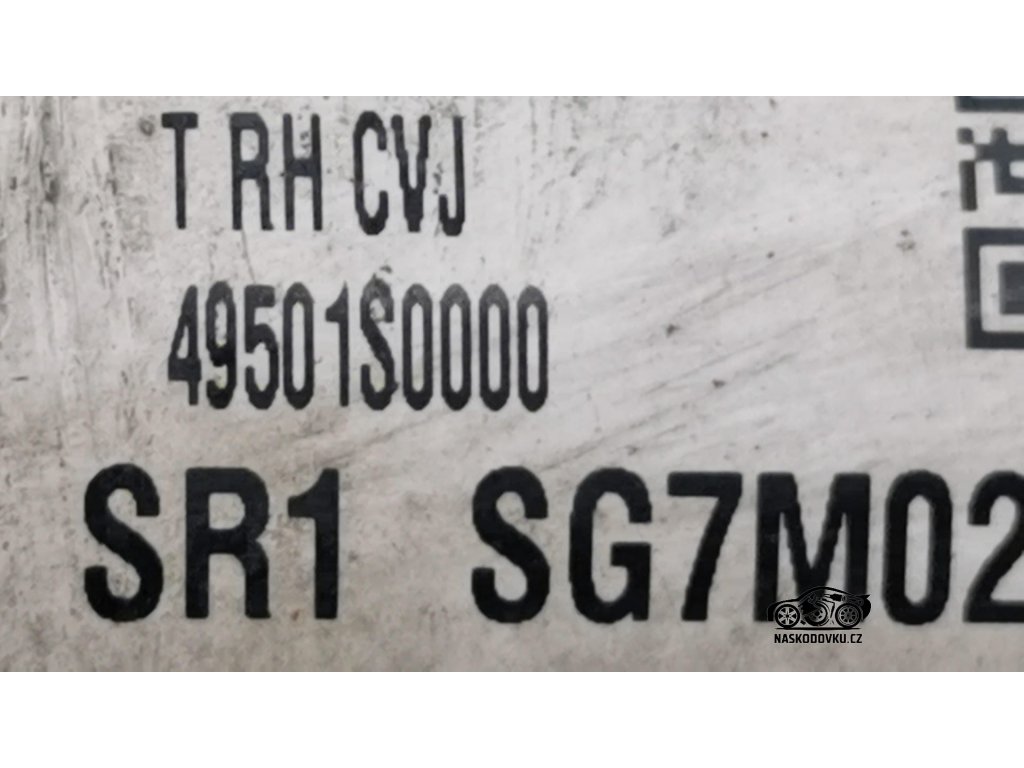 T RH CVJ
49501S0000
SR1 SG7M02
NASKODOVKU.CZ